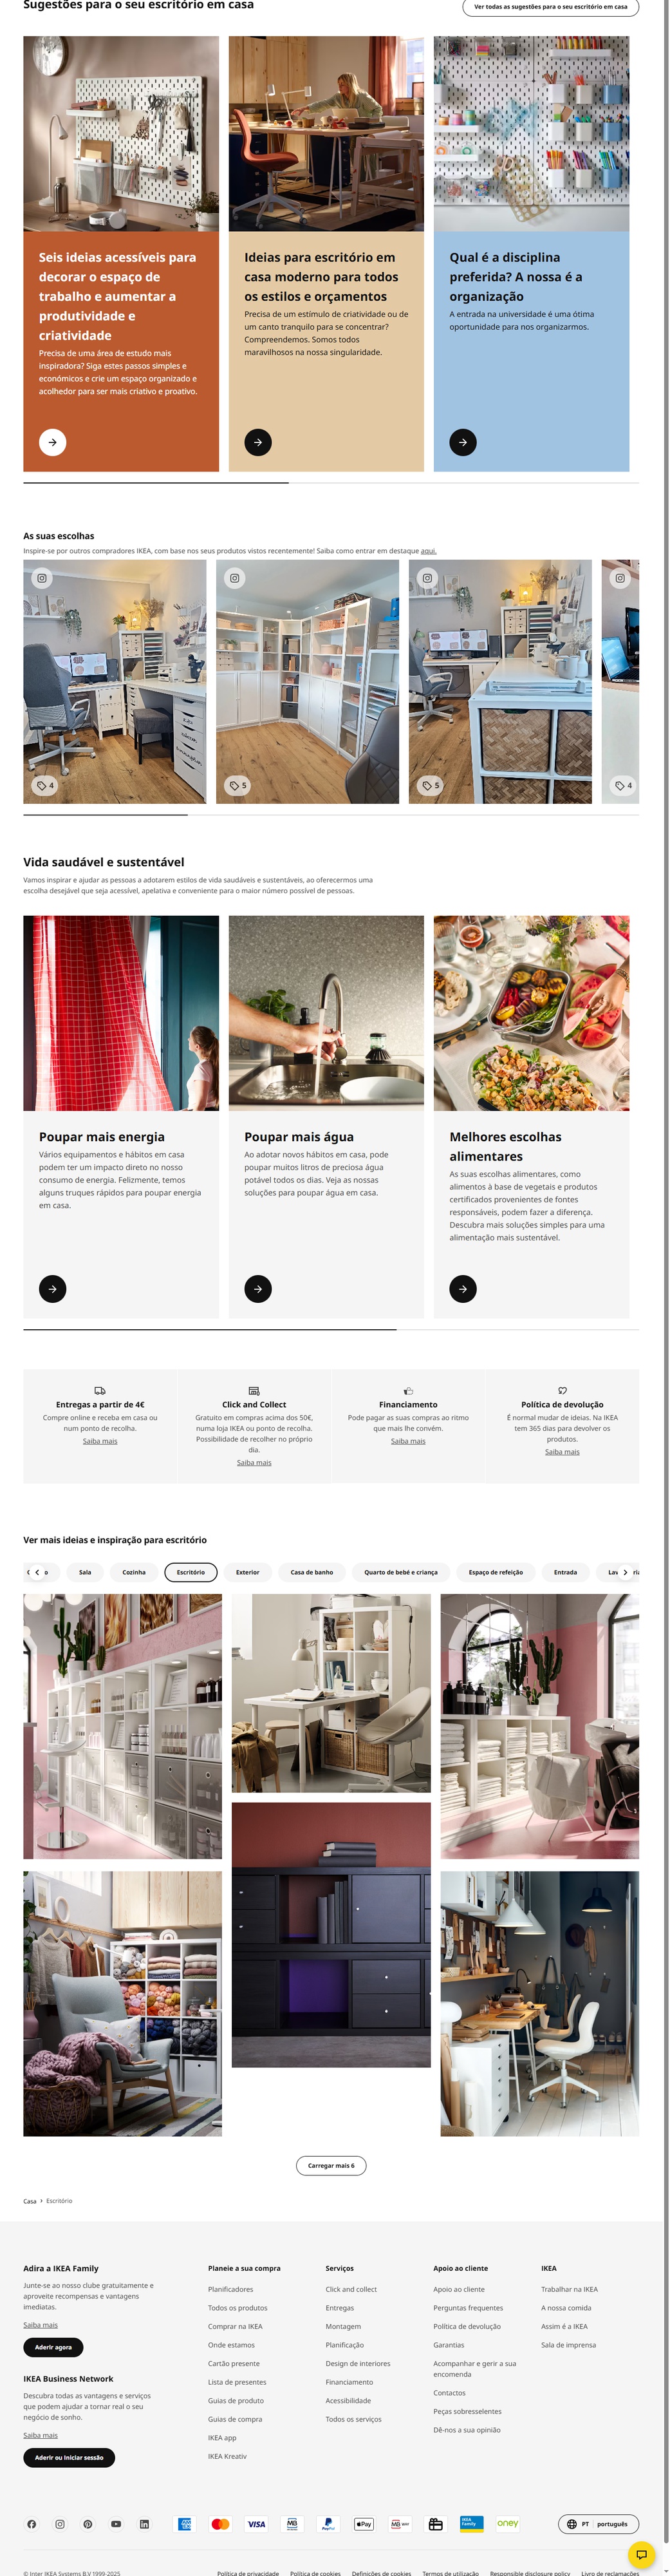 Sugestões para o seu escritório em casa
Ver todas as sugestões para o seu escritório em casa
Seis ideias acessíveis para
decorar o espaço de
trabalho e aumentar a
produtividade e
criatividade
Precisa de uma área de estudo mais
inspiradora? Siga estes passos simples e
económicos e crie um espaço organizado e
acolhedor para ser mais criativo e proativo.
Ideias para escritório em
casa moderno para todos
os estilos e orçamentos
Precisa de um estímulo de criatividade ou de
um canto tranquilo para se concentrar?
Compreendemos. Somos todos
maravilhosos na nossa singularidade.
Qual é a disciplina
preferida? A nossa é a
organização
A entrada na universidade é uma ótima
oportunidade para nos organizarmos.
As suas escolhas
Inspire-se por outros compradores IKEA, com base nos seus produtos vistos recentemente! Saiba como entrar em destaque aqui.
4
5
5
4
Vida saudável e sustentável
Vamos inspirar e ajudar as pessoas a adotarem estilos de vida saudáveis e sustentáveis, ao oferecermos uma
escolha desejável que seja acessível, apelativa e conveniente para o maior número possível de pessoas.
Poupar mais energia
Vários equipamentos e hábitos em casa
podem ter um impacto direto no nosso
consumo de energia. Felizmente, temos
alguns truques rápidos para poupar energia
em casa.
Poupar mais água
Ao adotar novos hábitos em casa, pode
poupar muitos litros de preciosa água
potável todos os dias. Veja as nossas
soluções para poupar água em casa.
Melhores escolhas
alimentares
As suas escolhas alimentares, como
alimentos à base de vegetais e produtos
certificados provenientes de fontes
responsáveis, podem fazer a diferença.
Descubra mais soluções simples para uma
alimentação mais sustentável.
Entregas a partir de 4€
Compre online e receba em casa ou
num ponto de recolha.
Saiba mais
Click and Collect
Gratuito em compras acima dos 50€,
numa loja IKEA ou ponto de recolha.
Possibilidade de recolher no próprio
dia.
Saiba mais
Financiamento
Pode pagar as suas compras ao ritmo
que mais lhe convém.
Saiba mais
Política de devolução
É normal mudar de ideias. Na IKEA
tem 365 dias para devolver os
produtos.
Saiba mais
Ver mais ideias e inspiração para escritório
Sala
Cozinha
Escritório
Exterior
Casa de banho
Quarto de bebé e criança
Espaço de refeição
Entrada
Carregar mais 6
Casa
Escritório
Adira a IKEA Family
Junte-se ao nosso clube gratuitamente e
aproveite recompensas e vantagens
imediatas.
Saiba mais
Aderir agora
IKEA Business Network
Descubra todas as vantagens e serviços
que podem ajudar a tornar real o seu
negócio de sonho.
Saiba mais
Aderir ou Iniciar sessão
Planeie a sua compra
Planificadores
Todos os produtos
Comprar na IKEA
Onde estamos
Cartão presente
Lista de presentes
Guias de produto
Guias de compra
IKEA app
IKEA Kreativ
Serviços
Click and collect
Entregas
Montagem
Planificação
Design de interiores
Financiamento
Acessibilidade
Todos os serviços
Apoio ao cliente
Apoio ao cliente
Perguntas frequentes
Política de devolução
Garantias
Acompanhar e gerir a sua
encomenda
Contactos
Peças sobresselentes
Dê-nos a sua opinião
IKEA
Trabalhar na IKEA
A nossa comida
Assim é a IKEA
Sala de imprensa
VISA
PayPal
Pay
MB WAY
IKEA
Family
oney
PT
português
© Inter IKEA Systems B.V 1999-2025
Política de privacidade
Política de cookies
Definições de cookies
Termos de utilização
Responsible disclosure policy
Livro de reclamações